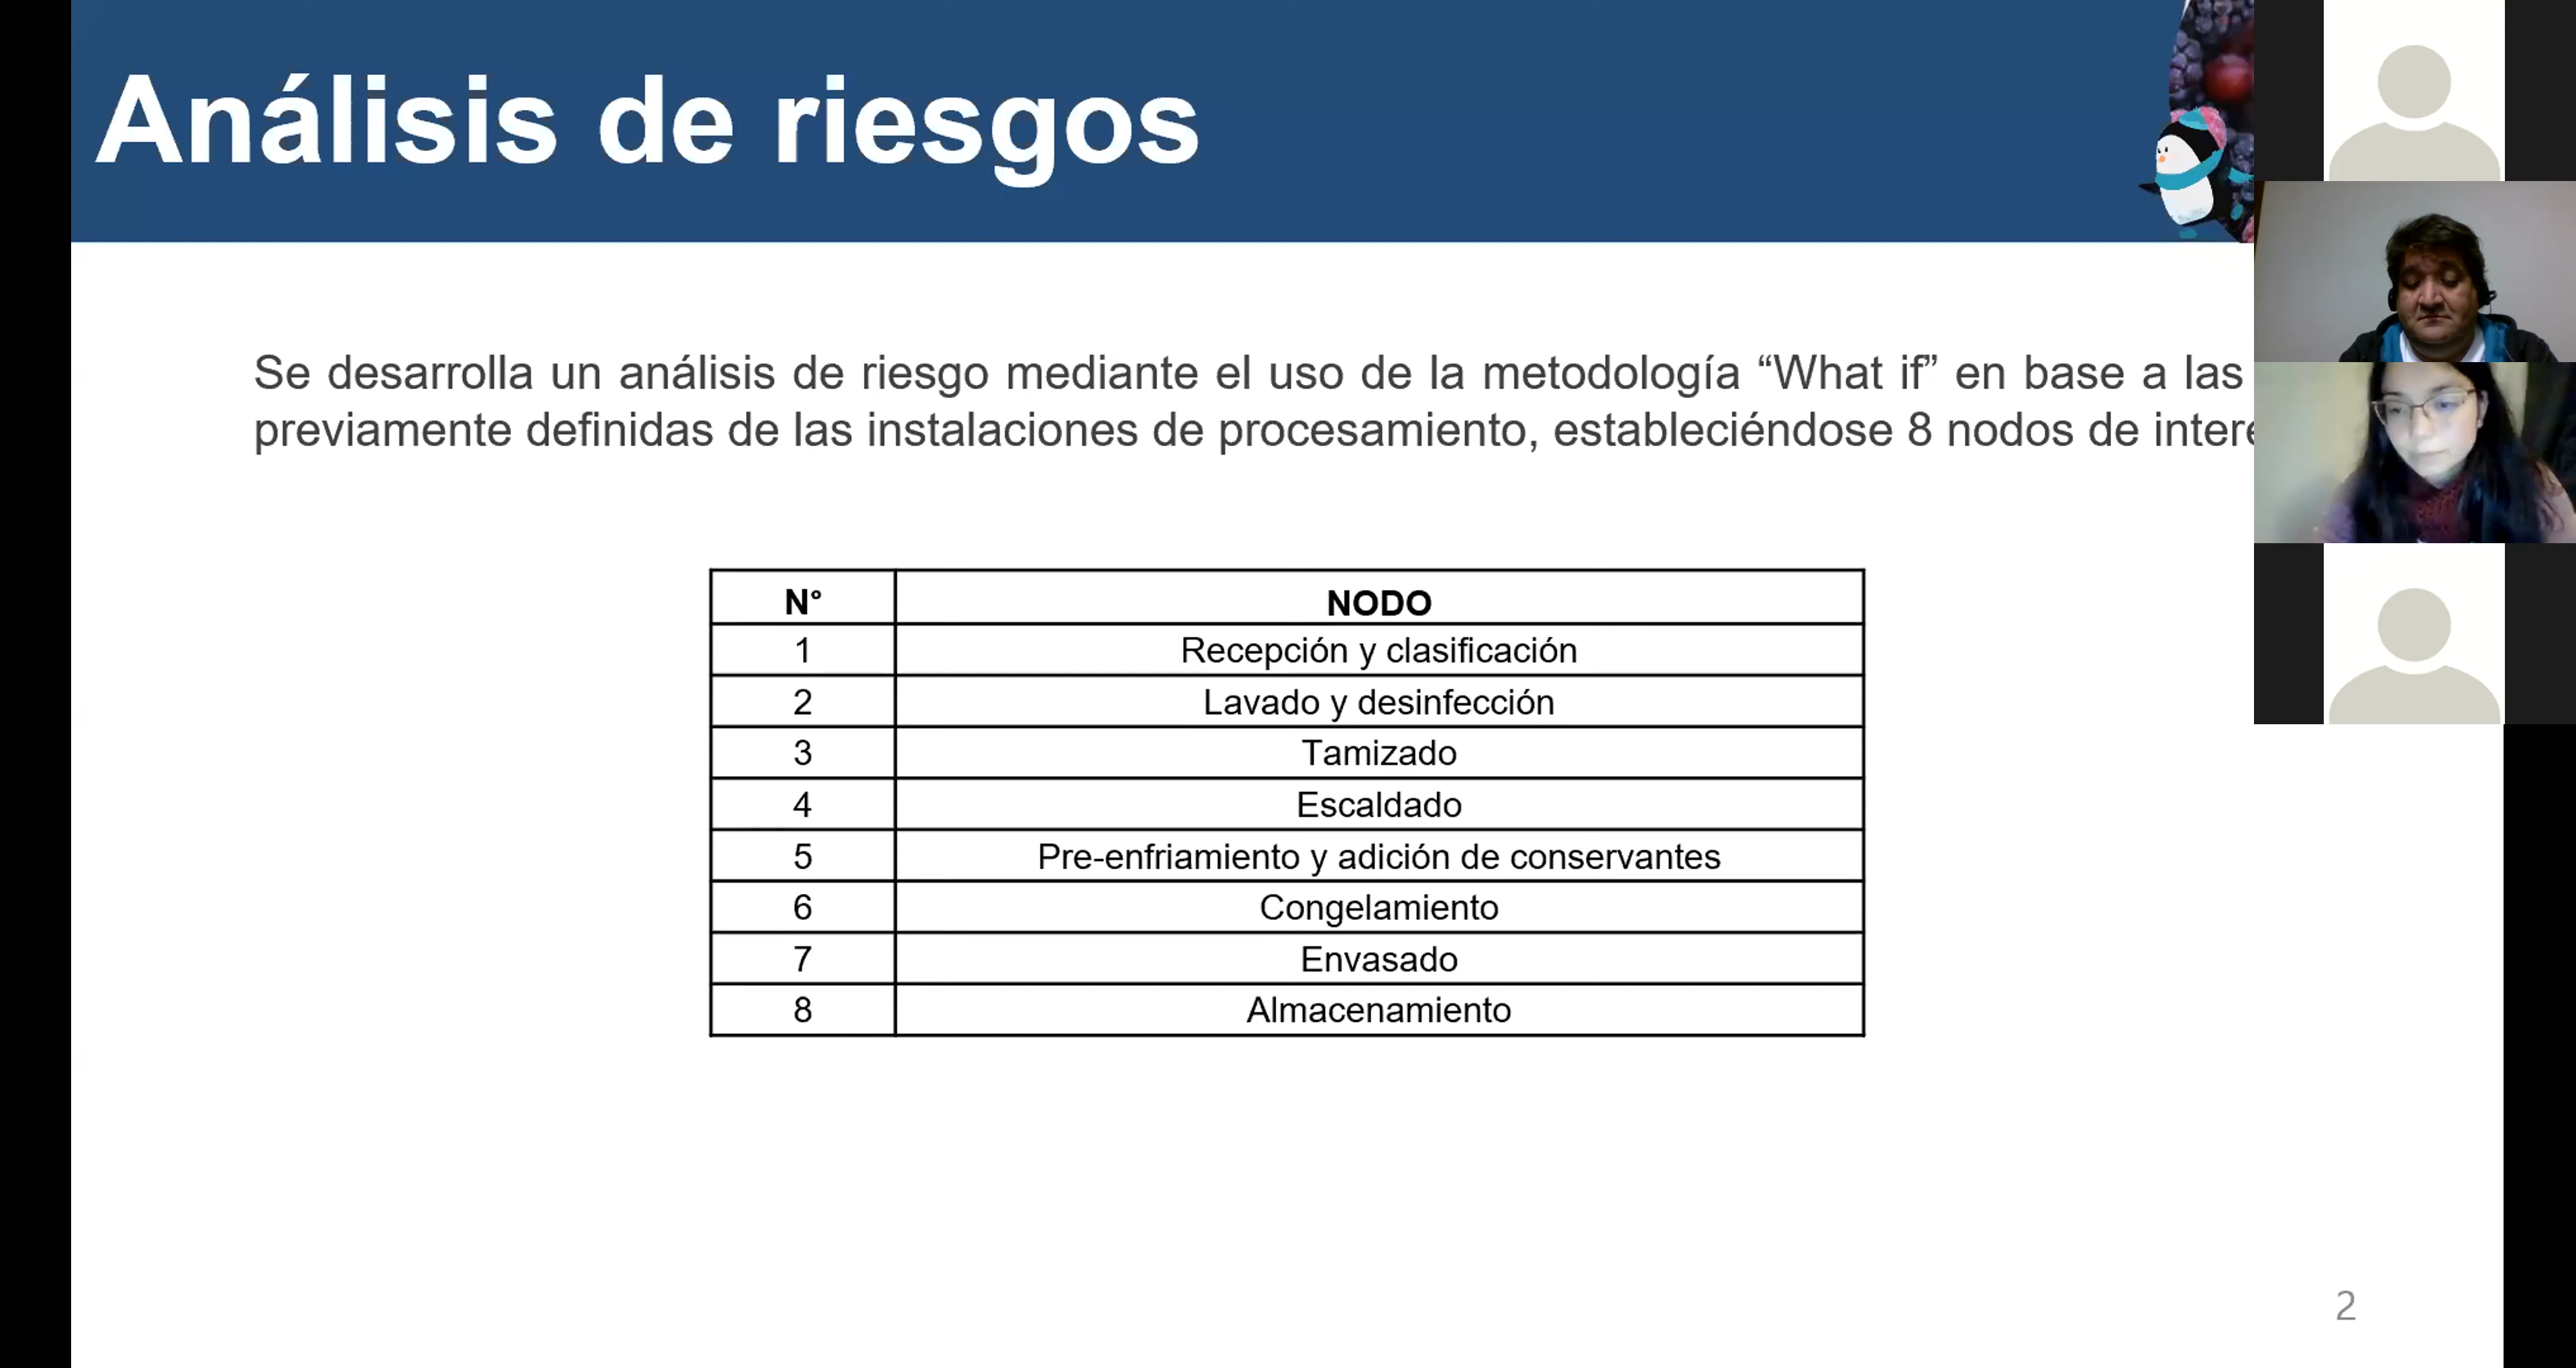 Análisis de riesgos
Se desarrolla un análisis de riesgo mediante el uso de la metodología “What if” en base a las
previamente definidas de las instalaciones de procesamiento, estableciéndose 8 nodos de
N° NODO
1 Recepción y clasificación
2 Lavado y desinfección
3 Tamizado
4 Escaldado
5 Pre-enfriamiento y adición de conservantes
6 Congelamiento
7 Envasado
8 Almacenamiento
2